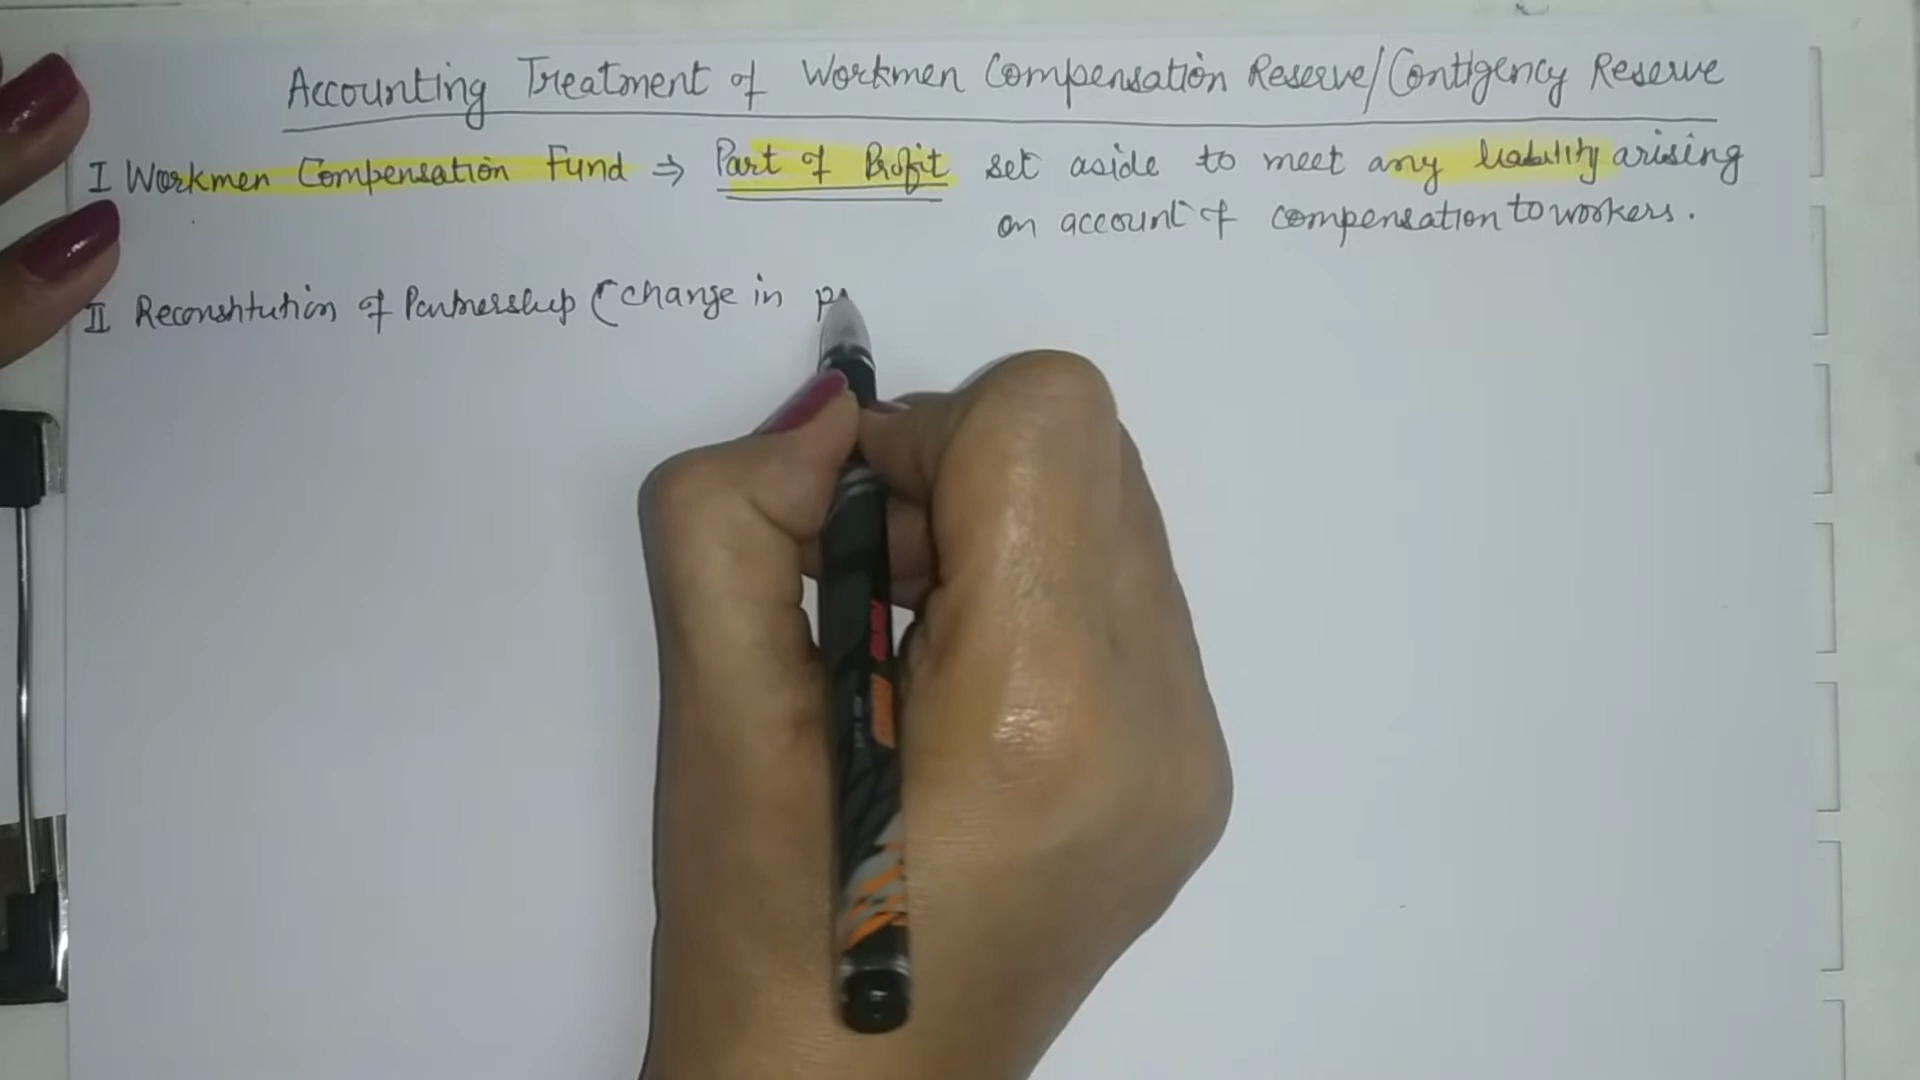 Accounting Treatment of Workmen Compensation Reserve/Contigency Reserve
I Workmen Compensation Fund ⇒ Part of Profit set aside to meet any liability arising
on account of compensation to workers.
II Reconstitution of Partnership (change in